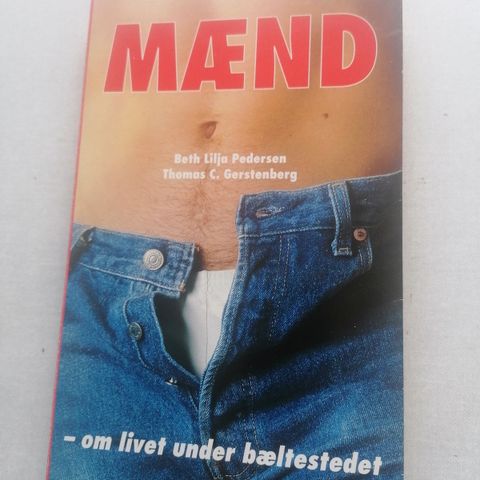 MÆND
Beth Lilja Pedersen
Thomas C. Gerstenberg
– om livet under bæltestedet